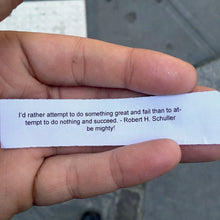 I'd rather attempt to do something great and fail than to at-
tempt to do nothing and succeed. - Robert H. Schuller
be mighty!